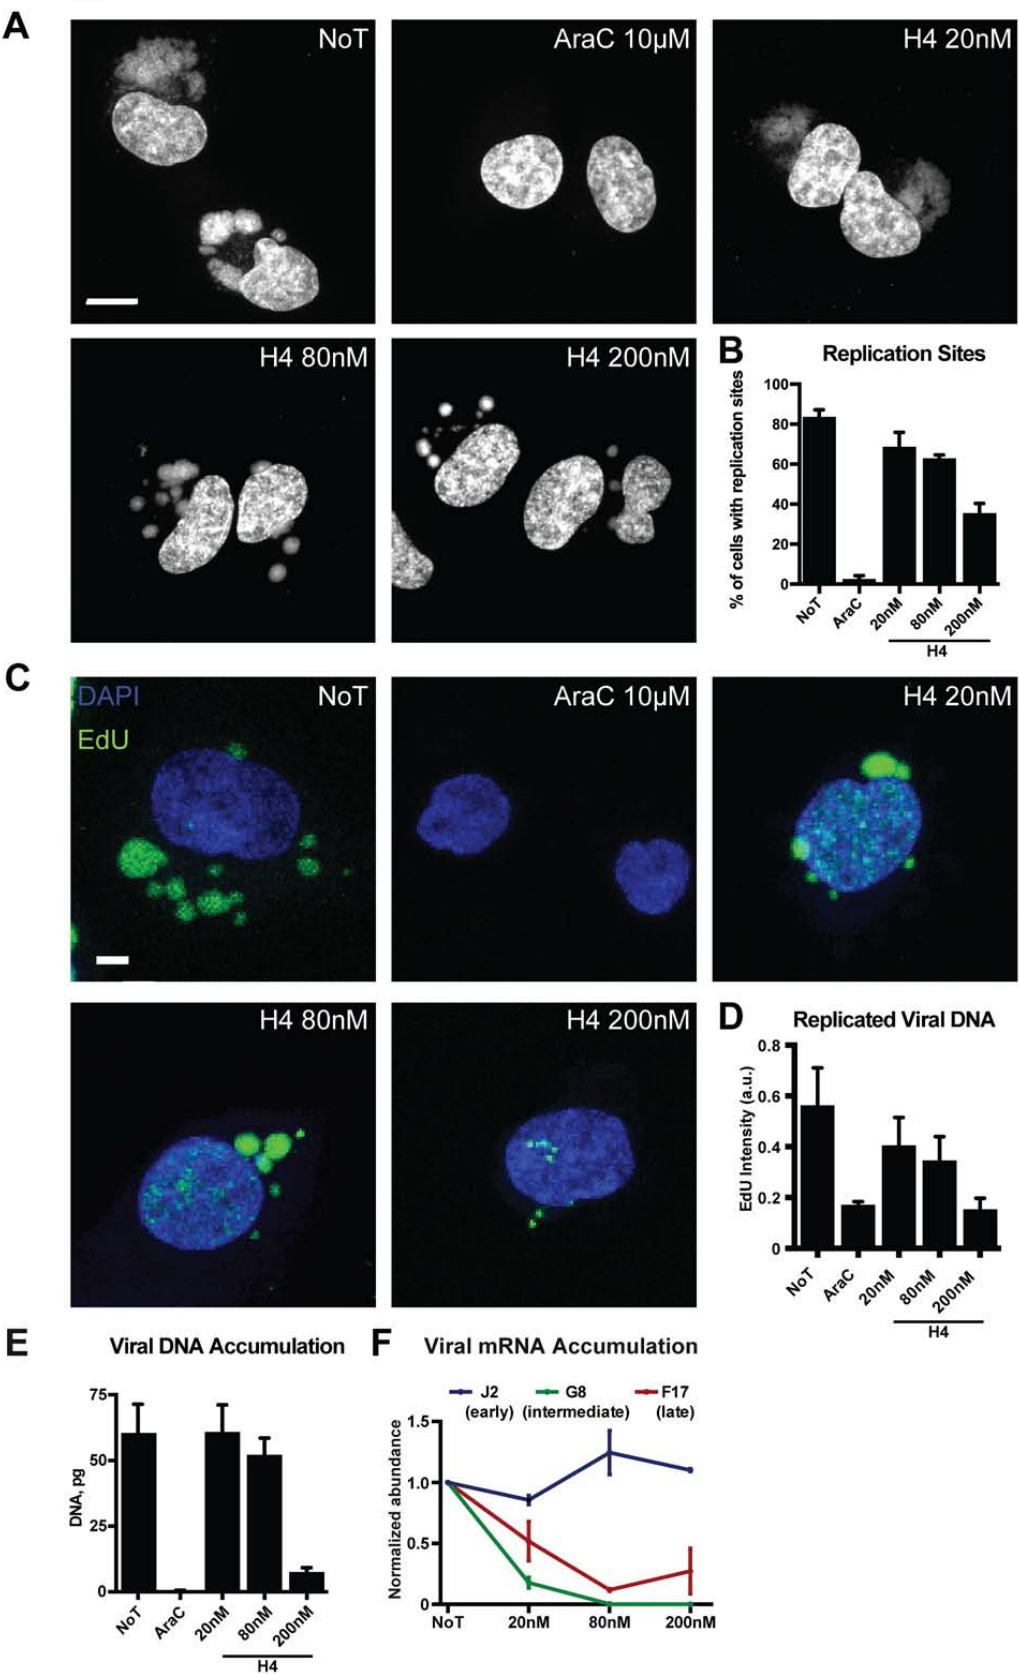 A
NoT
AraC 10µM
H4 20nM
H4 80nM
H4 200nM
B
Replication Sites
% of cells with replication sites
100
80
60
40
20
0
NoT
AraC
20nM
80nM
200nM
H4
C
DAPI
EdU
NoT
AraC 10µM
H4 20nM
H4 80nM
H4 200nM
D
Replicated Viral DNA
EdU Intensity (a.u.)
0.8
0.6
0.4
0.2
0
NoT
AraC
20nM
80nM
200nM
H4
E
Viral DNA Accumulation
DNA, pg
75
50
25
0
NoT
AraC
20nM
80nM
200nM
H4
F
Viral mRNA Accumulation
J2 G8 F17
(early) (intermediate) (late)
Normalized abundance
1.5
1.0
0.5
0
NoT 20nM 80nM 200nM